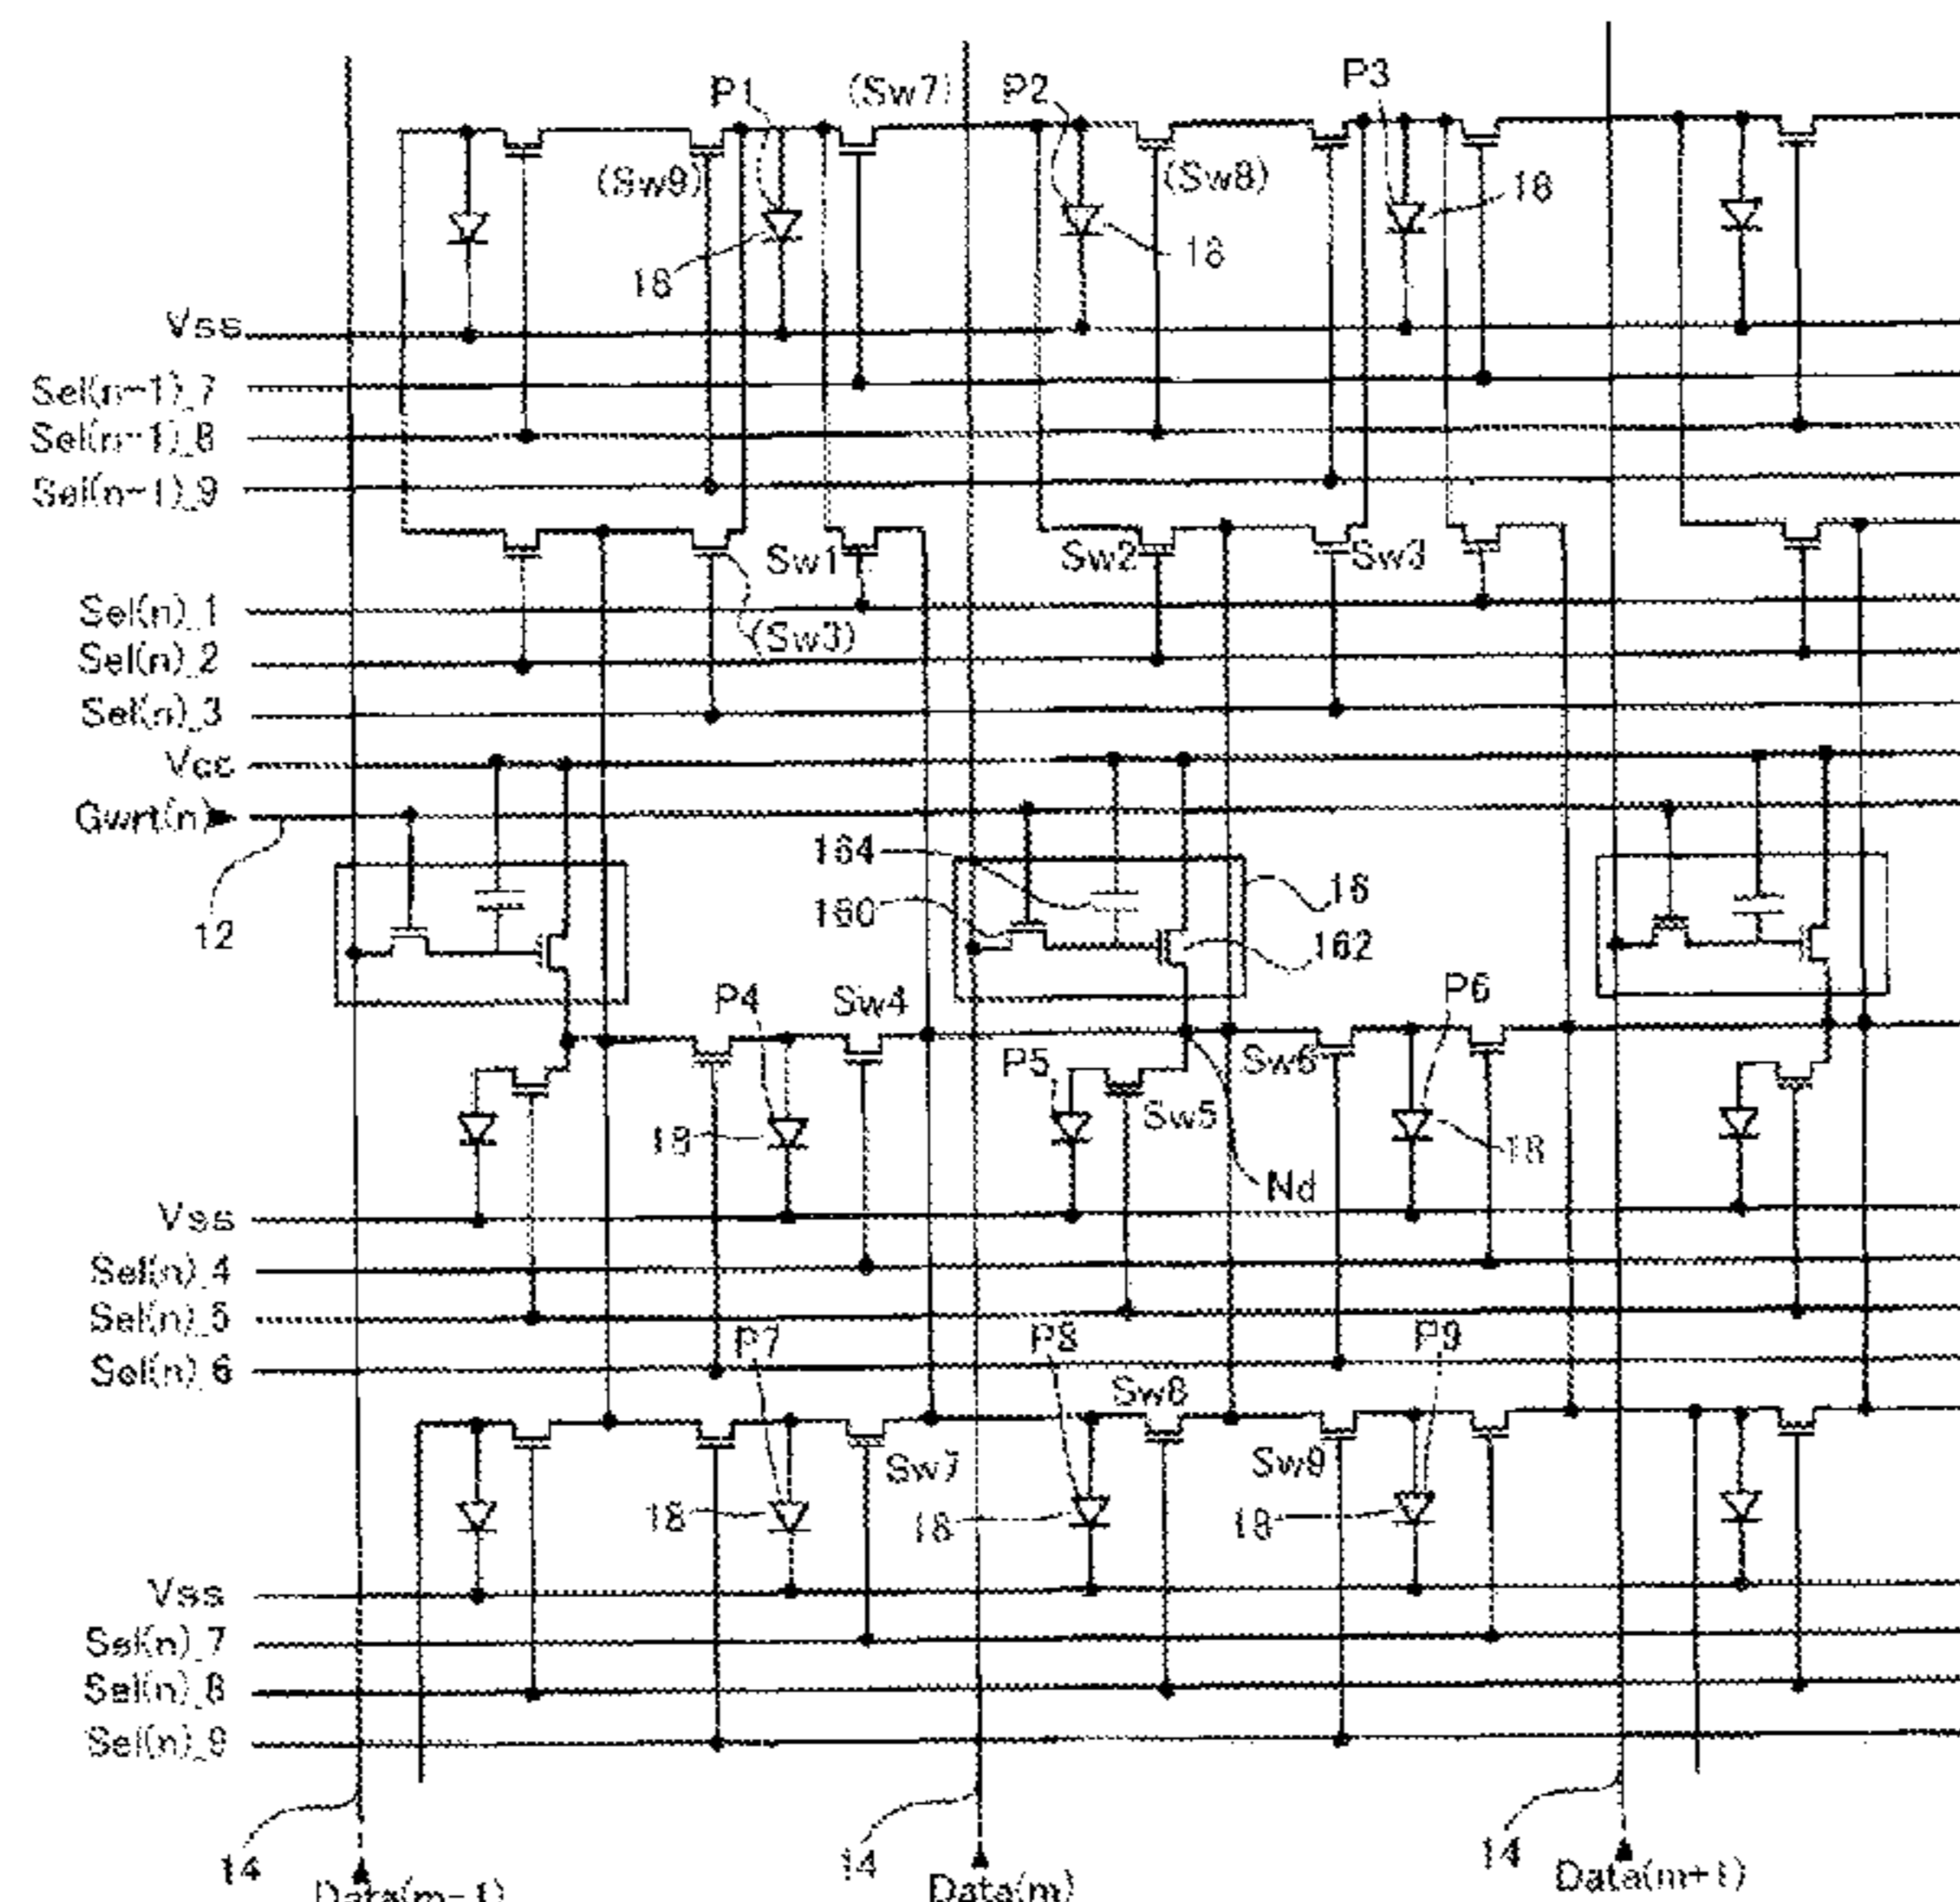 P1 (Sw7) P2 P3
(Sw9) (Sw8) 18
18 18
Vss
Sel(n-1)_7
Sel(n-1)_8
Sel(n-1)_9
Sw1 Sw2 Sw3
Sel(n)_1
(Sw3)
Sel(n)_2
Sel(n)_3
Vcc
Gwrt(n)
164 16
160 162
12
P4 Sw4 P6
P5 Sw6
Sw5
18 18
Nd
Vss
Sel(n)_4
Sel(n)_5
P7 P8 P9
Sel(n)_6
Sw8
Sw7 Sw9
18 18 18
Vss
Sel(n)_7
Sel(n)_8
Sel(n)_9
14 14 14
Data(m-1) Data(m) Data(m+1)